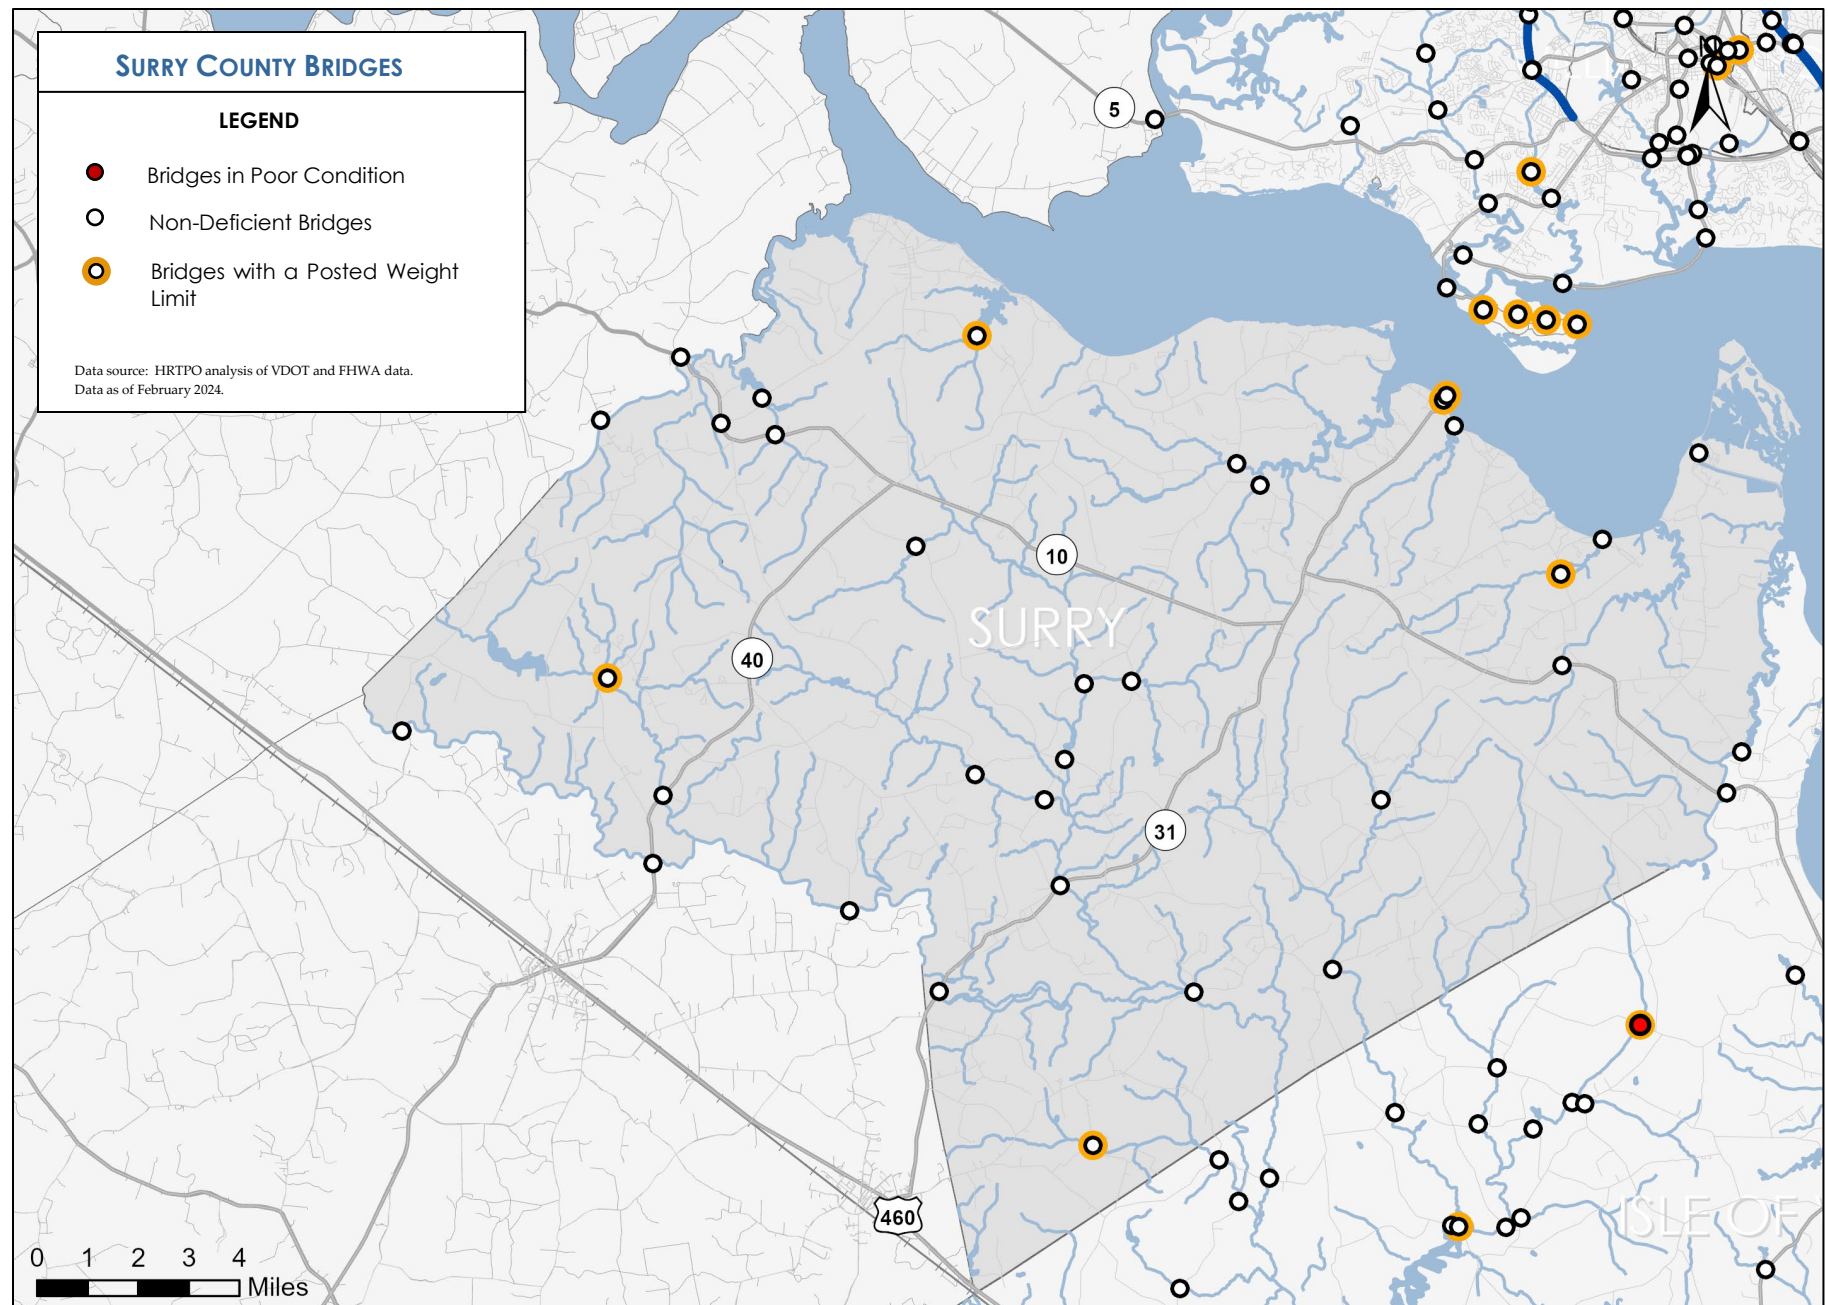 SURRY COUNTY BRIDGES
LEGEND
Bridges in Poor Condition
Non-Deficient Bridges
Bridges with a Posted Weight
Limit
Data source: HRTPO analysis of VDOT and FHWA data.
Data as of February 2024.
5
10
SURRY
40
31
460
ISLE OF
0 1 2 3 4
Miles